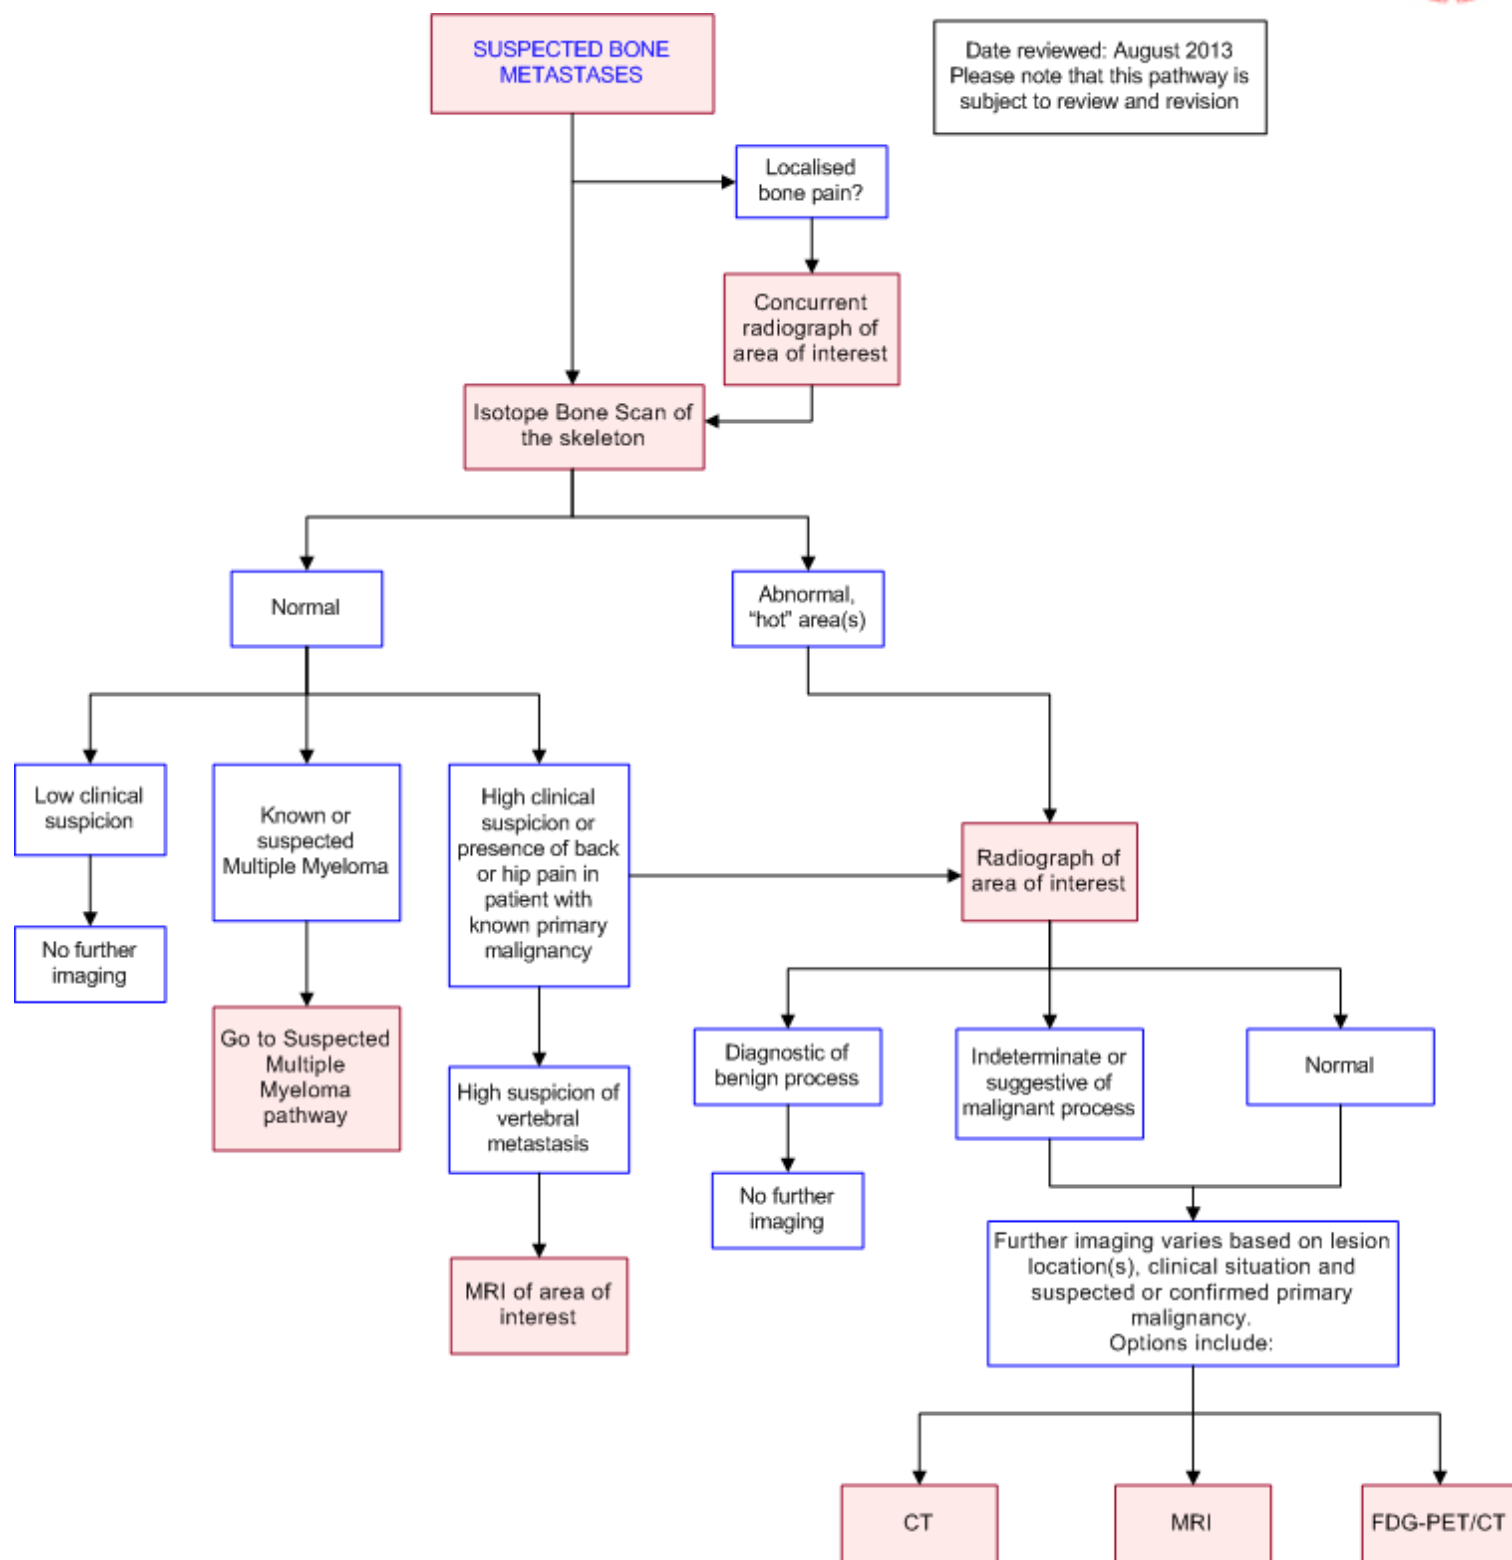 SUSPECTED BONE
METASTASES
Date reviewed: August 2013
Please note that this pathway is
subject to review and revision
Localised
bone pain?
Concurrent
radiograph of
area of interest
Isotope Bone Scan of
the skeleton
Normal
Abnormal,
“hot” area(s)
Low clinical
suspicion
No further
imaging
Known or
suspected
Multiple Myeloma
Go to Suspected
Multiple
Myeloma
pathway
High clinical
suspicion or
presence of back
or hip pain in
patient with
known primary
malignancy
High suspicion of
vertebral
metastasis
MRI of area of
interest
Radiograph of
area of interest
Diagnostic of
benign process
No further
imaging
Indeterminate or
suggestive of
malignant process
Normal
Further imaging varies based on lesion
location(s), clinical situation and
suspected or confirmed primary
malignancy.
Options include:
CT
MRI
FDG-PET/CT